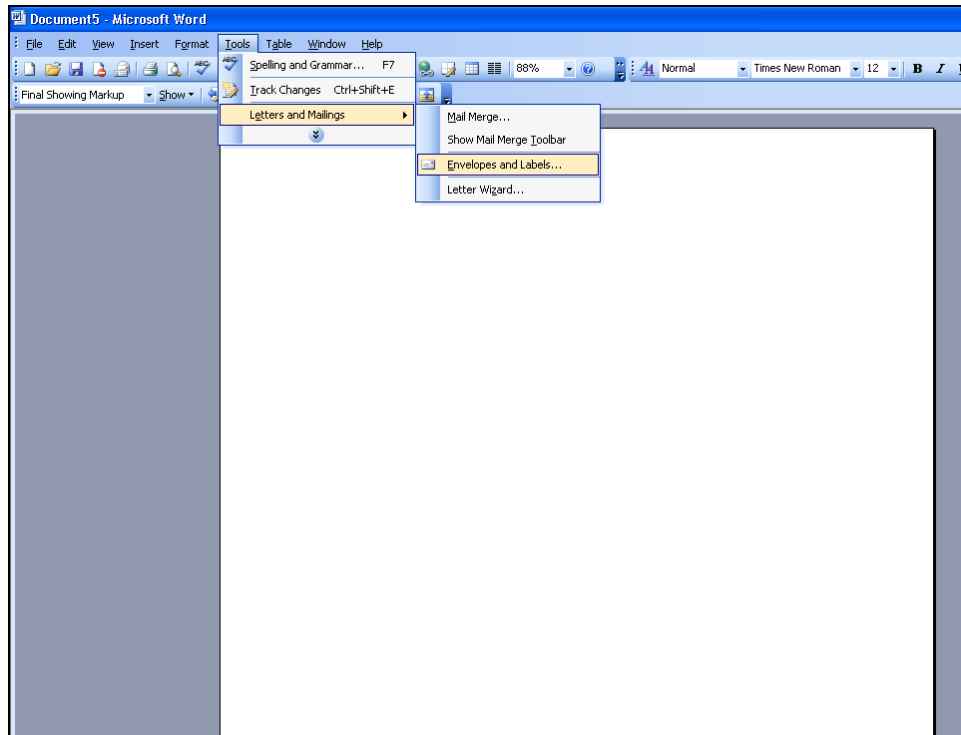 Document5 - Microsoft Word
File Edit View Insert Format Tools Table Window Help
88% Normal Times New Roman 12 B I
Final Showing Markup Show
Spelling and Grammar... F7
Track Changes Ctrl+Shift+E
Letters and Mailings
Mail Merge...
Show Mail Merge Toolbar
Envelopes and Labels...
Letter Wizard...